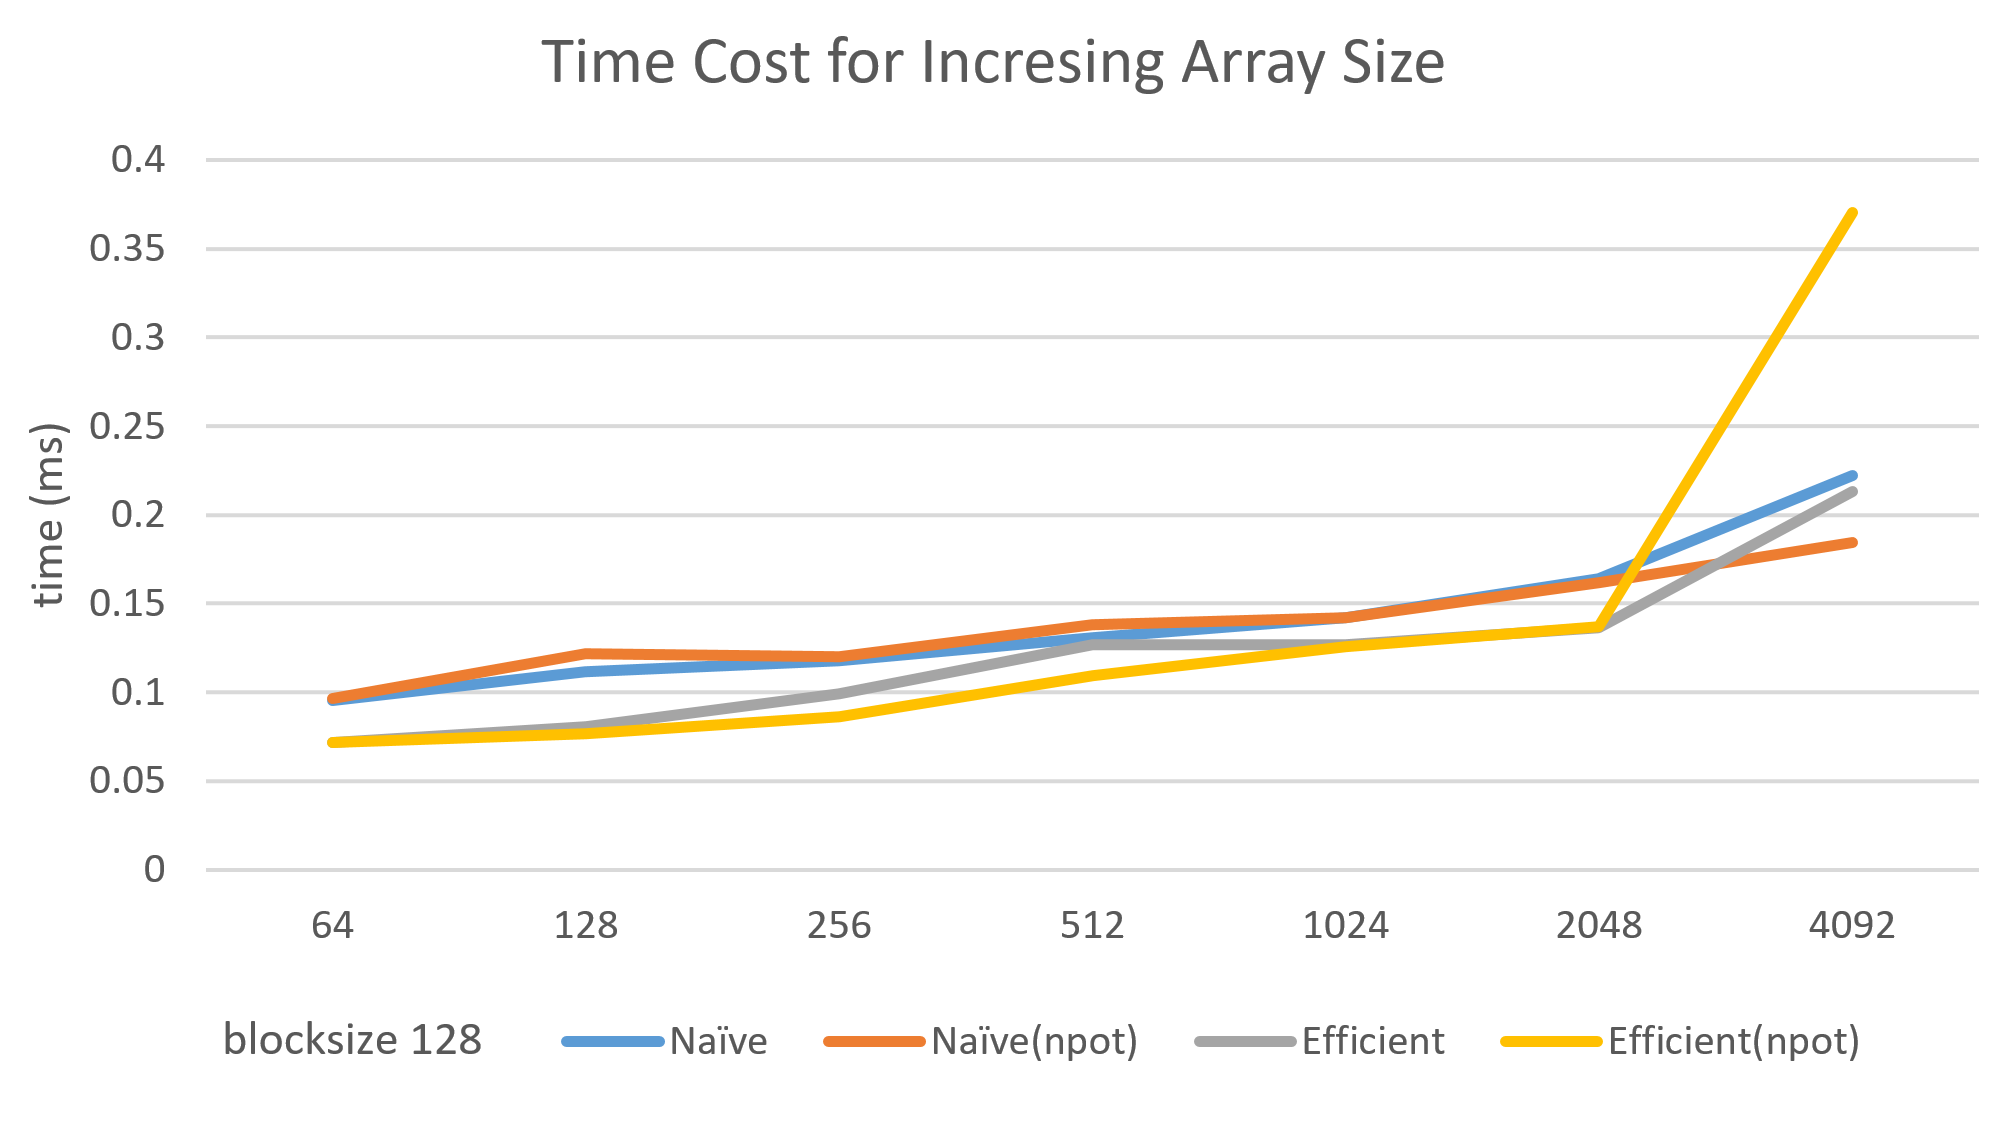 Time Cost for Incresing Array Size
0.4
0.35
0.3
0.25
0.2
0.15
0.1
0.05
0
time (ms)
64 128 256 512 1024 2048 4092
blocksize 128 Naïve Naïve(npot) Efficient Efficient(npot)